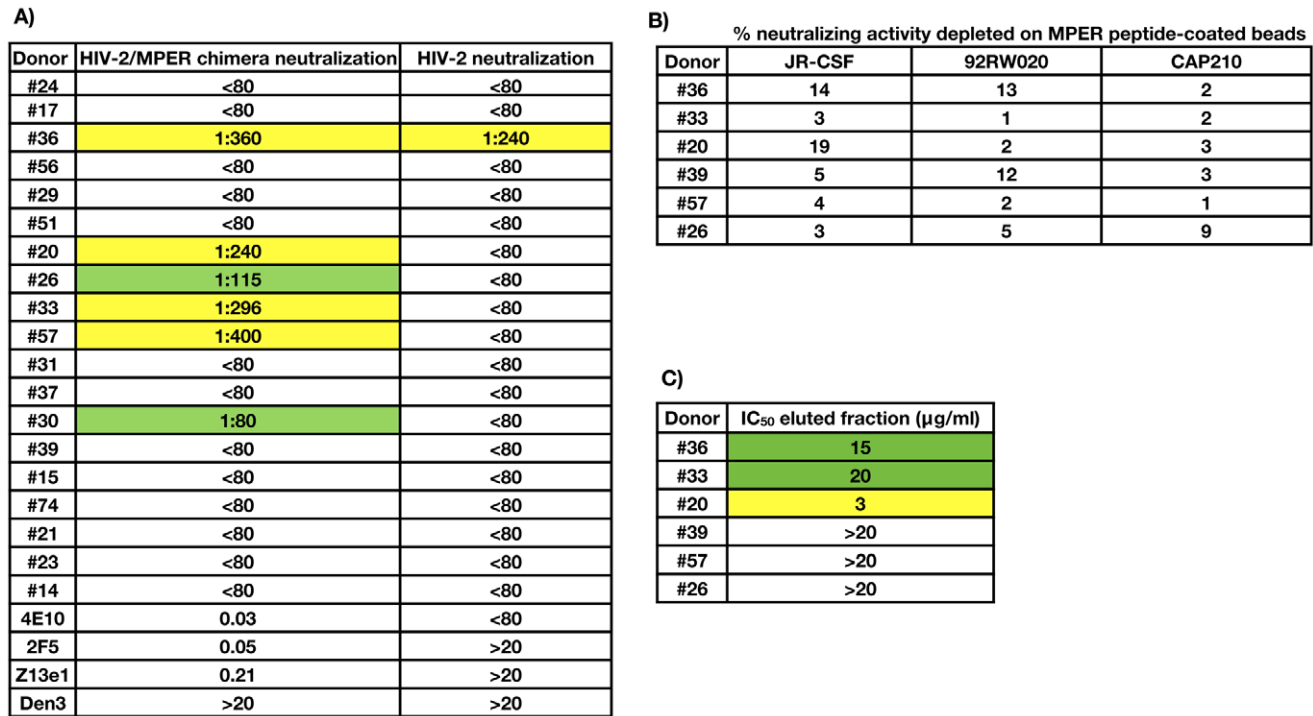 A)
Donor HIV-2/MPER chimera neutralization HIV-2 neutralization
#24 <80 <80
#17 <80 <80
#36 1:360 1:240
#56 <80 <80
#29 <80 <80
#51 <80 <80
#20 1:240 <80
#26 1:115 <80
#33 1:296 <80
#57 1:400 <80
#31 <80 <80
#37 <80 <80
#30 1:80 <80
#39 <80 <80
#15 <80 <80
#74 <80 <80
#21 <80 <80
#23 <80 <80
#14 <80 <80
4E10 0.03 <80
2F5 0.05 >20
Z13e1 0.21 >20
Den3 >20 >20
B)
% neutralizing activity depleted on MPER peptide-coated beads
Donor JR-CSF 92RW020 CAP210
#36 14 13 2
#33 3 1 2
#20 19 2 3
#39 5 12 3
#57 4 2 1
#26 3 5 9
C)
Donor IC₅₀ eluted fraction (μg/ml)
#36 15
#33 20
#20 3
#39 >20
#57 >20
#26 >20